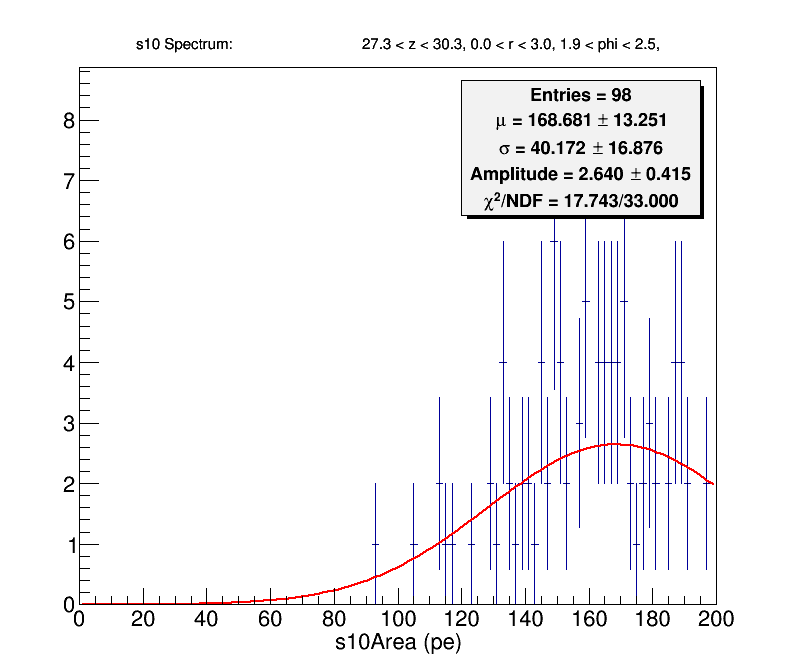 s10 Spectrum: 27.3 < z < 30.3, 0.0 < r < 3.0, 1.9 < phi < 2.5,
Entries = 98
μ = 168.681 ± 13.251
σ = 40.172 ± 16.876
Amplitude = 2.640 ± 0.415
χ²/NDF = 17.743/33.000
8
7
6
5
4
3
2
1
0
0 20 40 60 80 100 120 140 160 180 200
s10Area (pe)